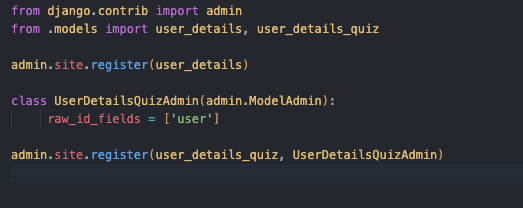 from django.contrib import admin
from .models import user_details, user_details_quiz
admin.site.register(user_details)
class UserDetailsQuizAdmin(admin.ModelAdmin):
raw_id_fields = ['user']
admin.site.register(user_details_quiz, UserDetailsQuizAdmin)